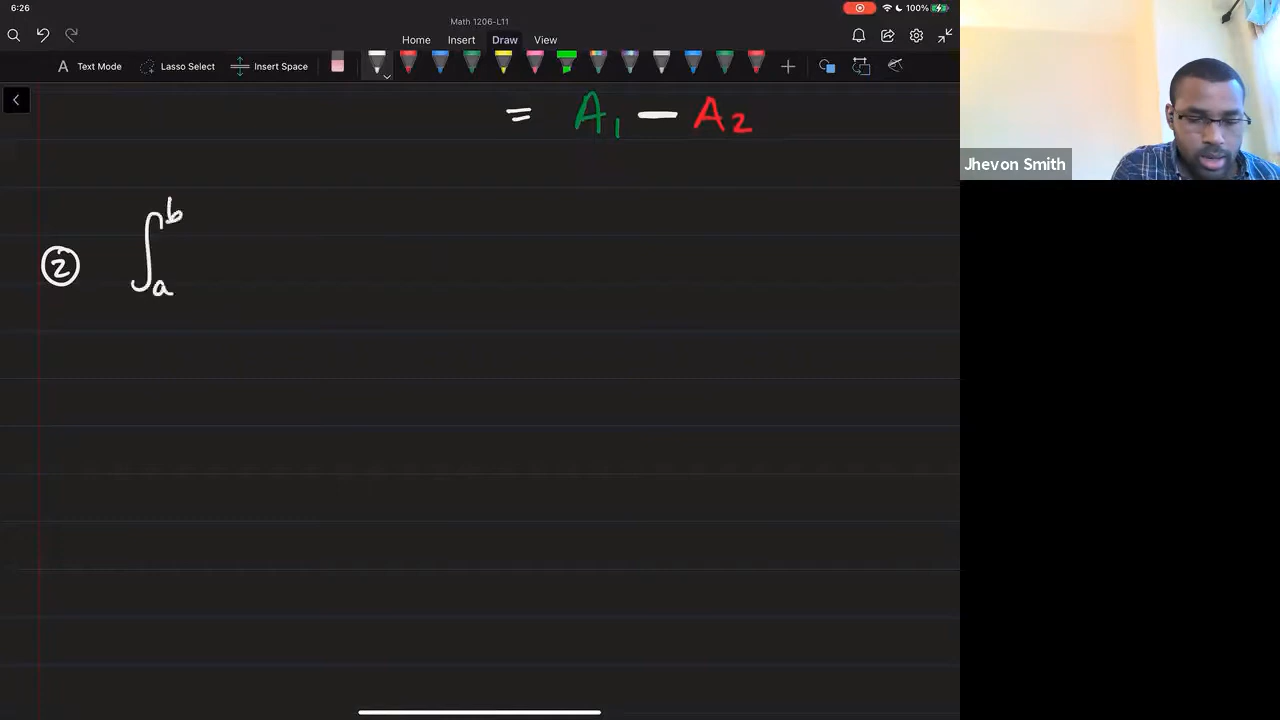 6:26
100%
Math 1206-L11
Home Insert Draw View
Text Mode Lasso Select Insert Space
= A₁ − A₂
② ∫ₐᵇ
Jhevon Smith